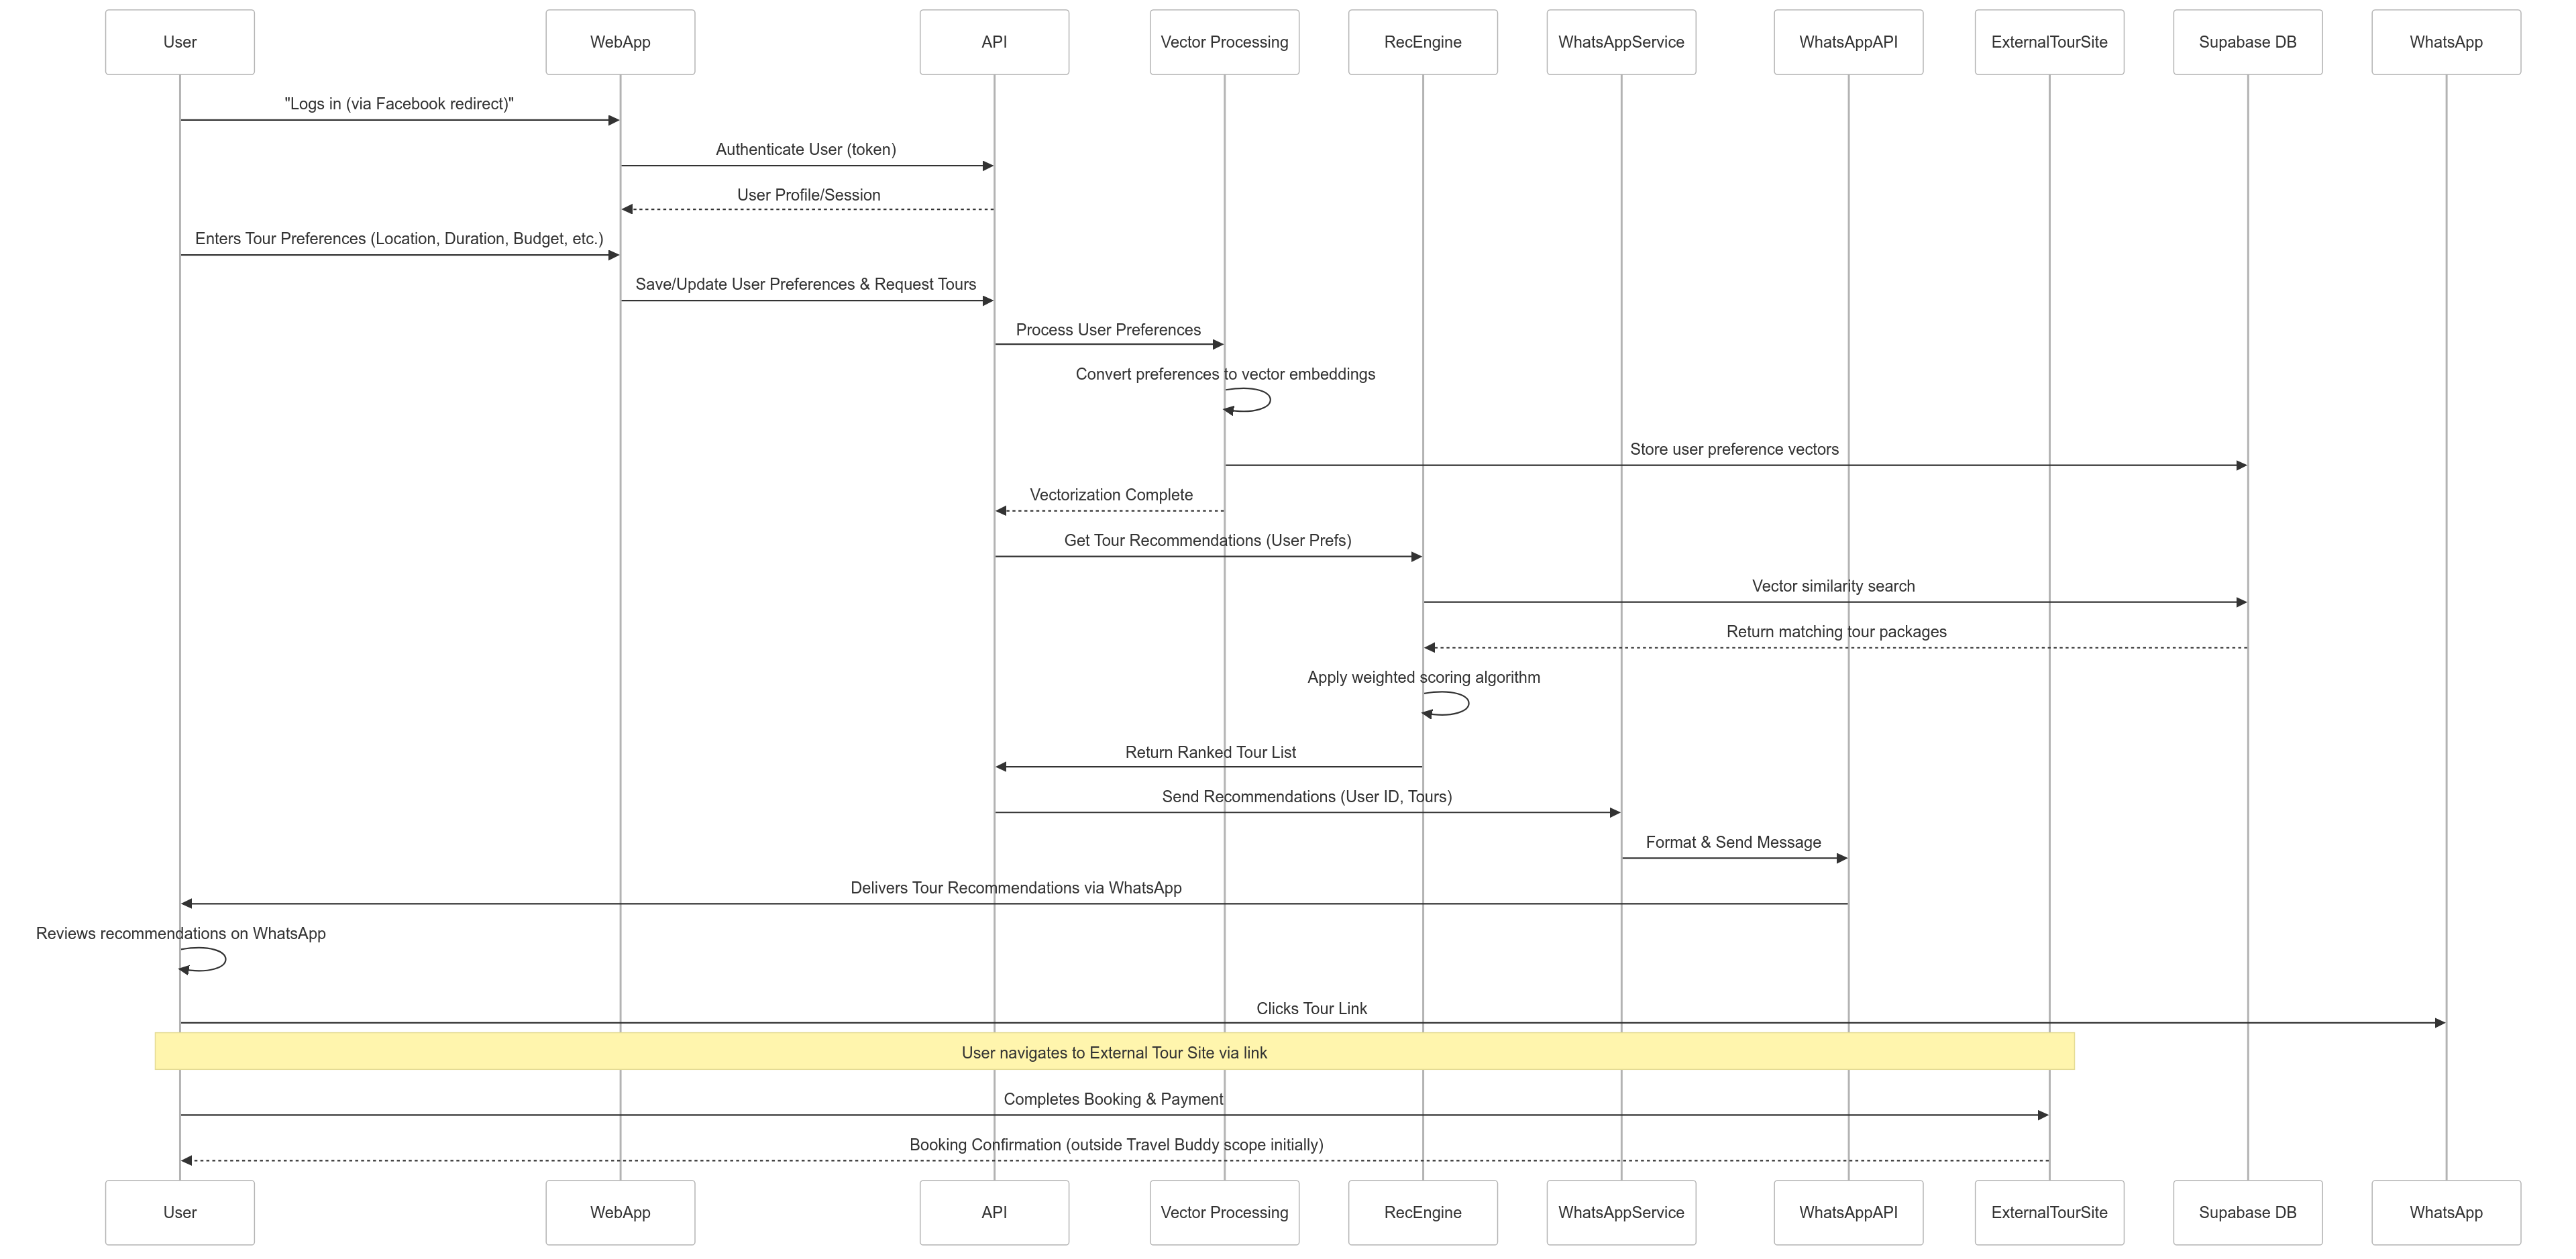 User
WebApp
API
Vector Processing
RecEngine
WhatsAppService
WhatsAppAPI
ExternalTourSite
Supabase DB
WhatsApp
"Logs in (via Facebook redirect)"
Authenticate User (token)
User Profile/Session
Enters Tour Preferences (Location, Duration, Budget, etc.)
Save/Update User Preferences & Request Tours
Process User Preferences
Convert preferences to vector embeddings
Store user preference vectors
Vectorization Complete
Get Tour Recommendations (User Prefs)
Vector similarity search
Return matching tour packages
Apply weighted scoring algorithm
Return Ranked Tour List
Send Recommendations (User ID, Tours)
Format & Send Message
Delivers Tour Recommendations via WhatsApp
Reviews recommendations on WhatsApp
Clicks Tour Link
User navigates to External Tour Site via link
Completes Booking & Payment
Booking Confirmation (outside Travel Buddy scope initially)
User
WebApp
API
Vector Processing
RecEngine
WhatsAppService
WhatsAppAPI
ExternalTourSite
Supabase DB
WhatsApp